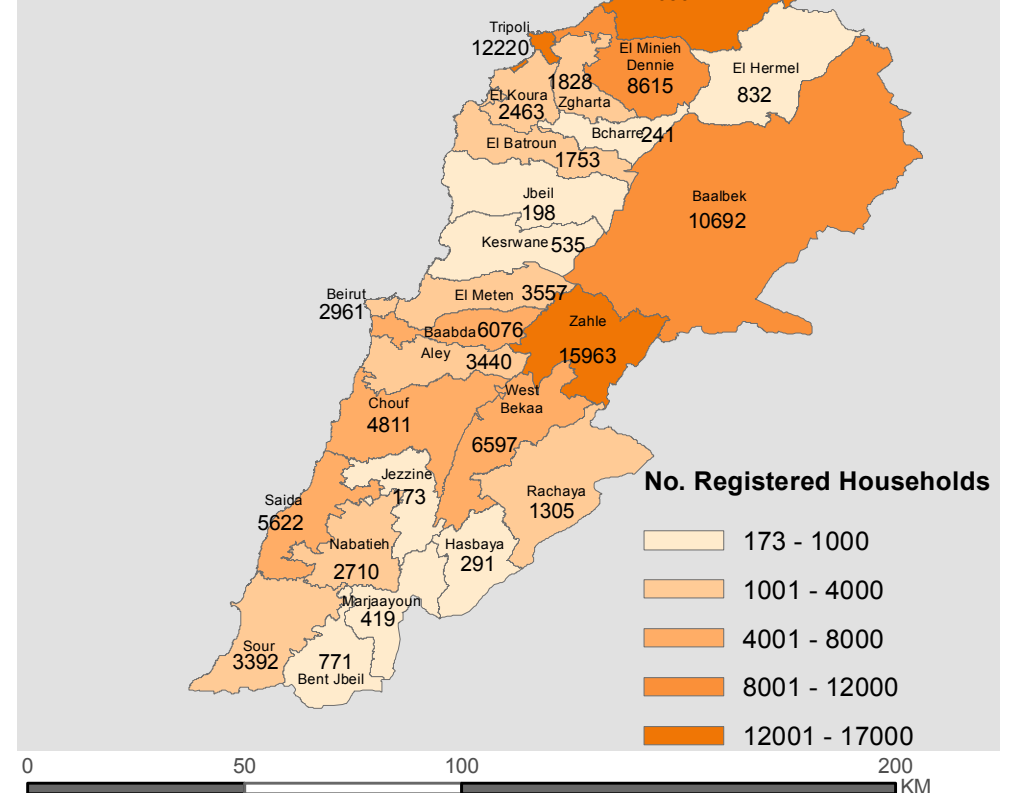 Tripoli
12220
El Minieh
Dennie
8615
El Hermel
832
1828
Zgharta
El Koura
2463
Bcharre 241
El Batroun
1753
Jbeil
198
Baalbek
10692
Kesrwane 535
Beirut
2961
El Meten 3557
Zahle
15963
Baabda 6076
Aley
3440
West
Bekaa
6597
Chouf
4811
Jezzine
173
Rachaya
1305
Saida
5622
Nabatieh
2710
Hasbaya
291
Marjaayoun
419
Sour
3392
771
Bent Jbeil
No. Registered Households
173 - 1000
1001 - 4000
4001 - 8000
8001 - 12000
12001 - 17000
0 50 100 200
KM